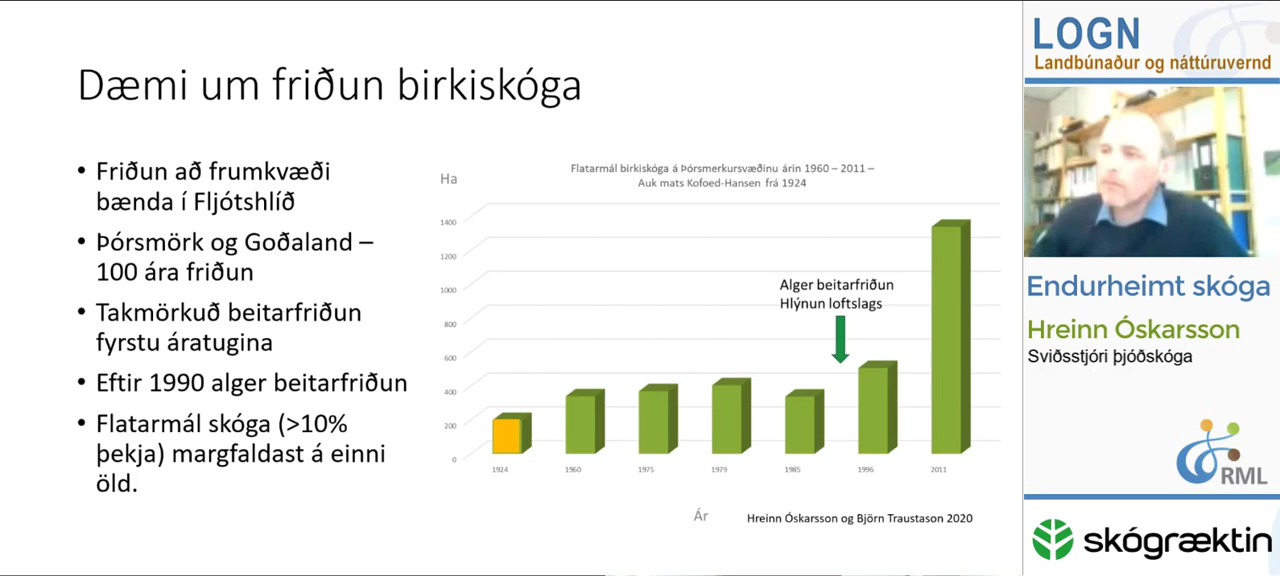 Dæmi um friðun birkiskóga
• Friðun að frumkvæði
bænda í Fljótshlíð
• Þórsmörk og Goðaland –
100 ára friðun
• Takmörkuð beitarfriðun
fyrstu áratugina
• Eftir 1990 alger beitarfriðun
• Flatarmál skóga (>10%
þekja) margfaldast á einni
öld.
Ha
Flatarmál birkiskóga á Þórsmerkursvæðinu árin 1960 – 2011 –
Auk mats Kofoed-Hansen frá 1924
1400
1200
1000
800
600
400
200
0
Alger beitarfriðun
Hlýnun loftslags
1924 1960 1975 1979 1985 1996 2011
Ár
Hreinn Óskarsson og Björn Traustason 2020
LOGN
Landbúnaður og náttúruvernd
Endurheimt skóga
Hreinn Óskarsson
Sviðsstjóri þjóðskóga
RML
skógræktin